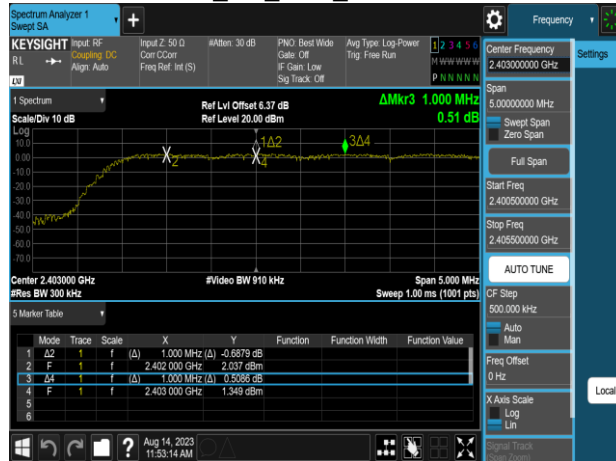 Spectrum Analyzer 1
Swept SA
Frequency
KEYSIGHT
RL
LXI
Input: RF
Coupling: DC
Align: Auto
Input Z: 50 Ω
Corr CCorr
Freq Ref: Int (S)
#Atten: 30 dB
PNO: Best Wide
Gate: Off
IF Gain: Low
Sig Track: Off
Avg Type: Log-Power
Trig: Free Run
1 2 3 4 5 6
M W W W W W
P N N N N N
1 Spectrum
Scale/Div 10 dB
Ref Lvl Offset 6.37 dB
Ref Level 20.00 dBm
ΔMkr3 1.000 MHz
0.51 dB
Log
10.0
0.00
-10.0
-20.0
-30.0
-40.0
-50.0
-60.0
-70.0
1Δ2
3Δ4
2
4
Center 2.403000 GHz
#Res BW 300 kHz
#Video BW 910 kHz
Span 5.000 MHz
Sweep 1.00 ms (1001 pts)
5 Marker Table
Mode Trace Scale X Y Function Function Width Function Value
1 Δ2 1 f (Δ) 1.000 MHz (Δ) -0.6879 dB
2 F 1 f 2.402 000 GHz 2.037 dBm
3 Δ4 1 f (Δ) 1.000 MHz (Δ) 0.5086 dB
4 F 1 f 2.403 000 GHz 1.349 dBm
5
6
Aug 14, 2023
11:53:14 AM
Center Frequency
2.403000000 GHz
Span
5.00000000 MHz
Swept Span
Zero Span
Full Span
Start Freq
2.400500000 GHz
Stop Freq
2.405500000 GHz
AUTO TUNE
CF Step
500.000 kHz
Auto
Man
Freq Offset
0 Hz
X Axis Scale
Log
Lin
Signal Track
(Span Zoom)
Settings
Local